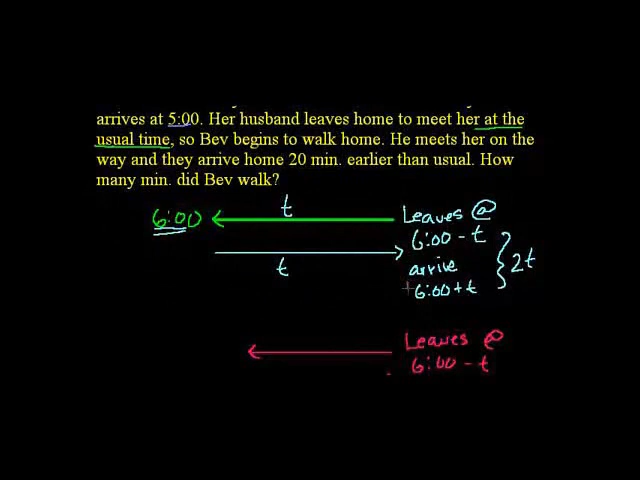 arrives at 5:00. Her husband leaves home to meet her at the
usual time, so Bev begins to walk home. He meets her on the
way and they arrive home 20 min. earlier than usual. How
many min. did Bev walk?
6:00 t Leaves @
6:00 - t
t arrive } 2t
6:00 + t
Leaves @
6:00 - t